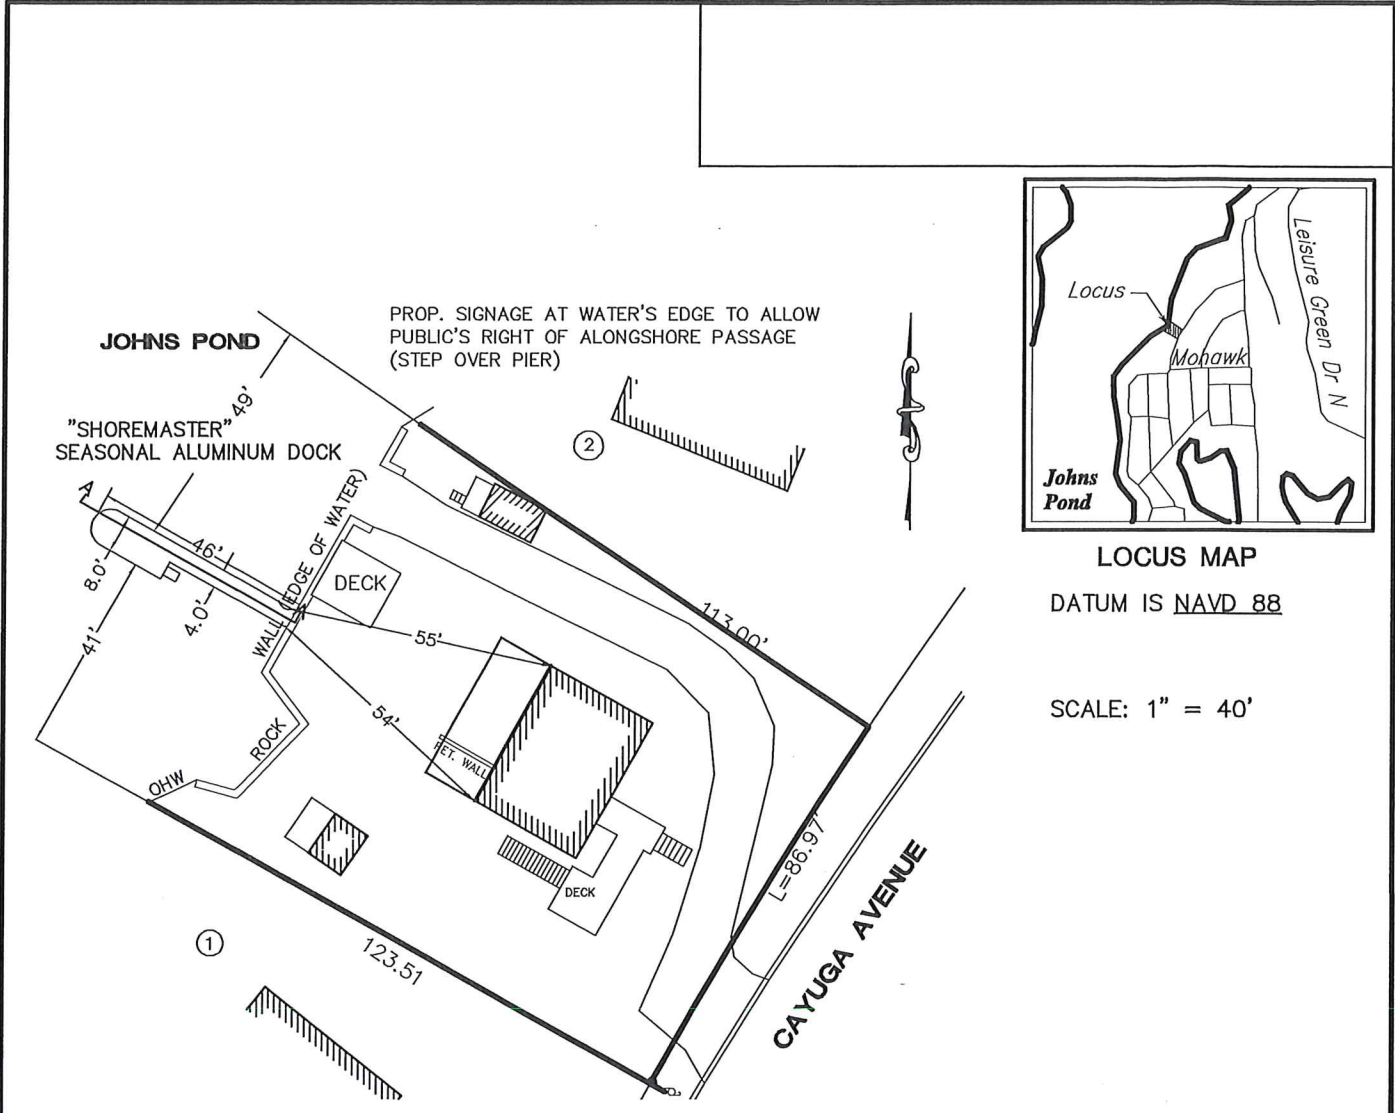 PROP. SIGNAGE AT WATER'S EDGE TO ALLOW
PUBLIC'S RIGHT OF ALONGSHORE PASSAGE
(STEP OVER PIER)
JOHNS POND
"SHOREMASTER"
SEASONAL ALUMINUM DOCK
49'
A
46'
8.0'
4.0'
41'
WALL (EDGE OF WATER)
DECK
55'
54'
113.00'
RET. WALL
ROCK
OHW
DECK
L=86.97'
123.51
1
2
CAYUGA AVENUE
Locus
Mohawk
Leisure Green Dr N
Johns
Pond
LOCUS MAP
DATUM IS NAVD 88
SCALE: 1" = 40'